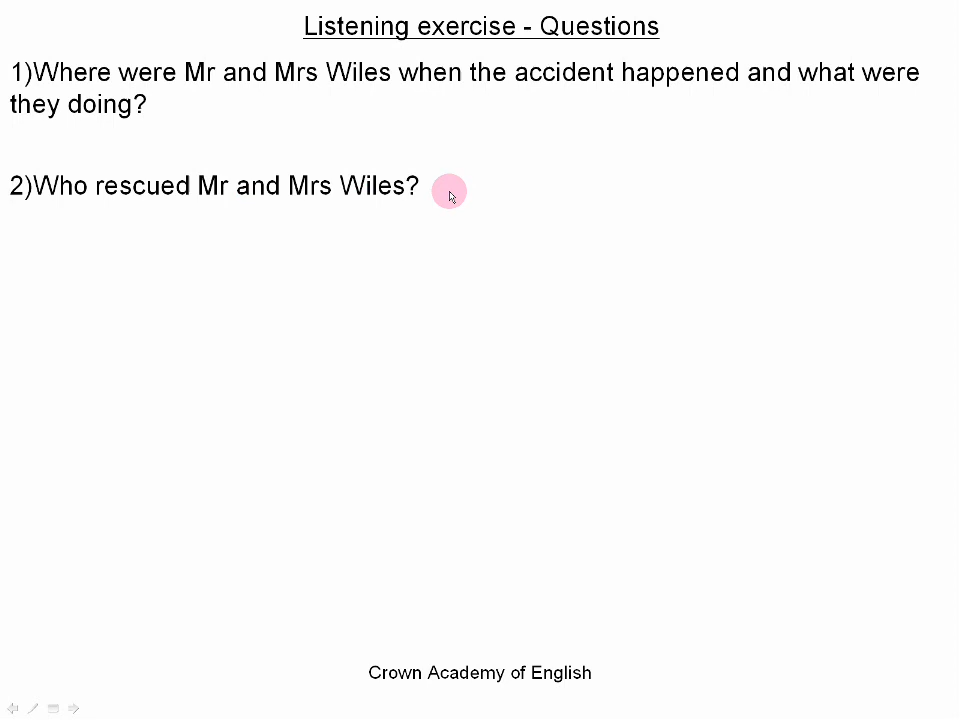 Listening exercise - Questions
1)Where were Mr and Mrs Wiles when the accident happened and what were
they doing?
2)Who rescued Mr and Mrs Wiles?
Crown Academy of English